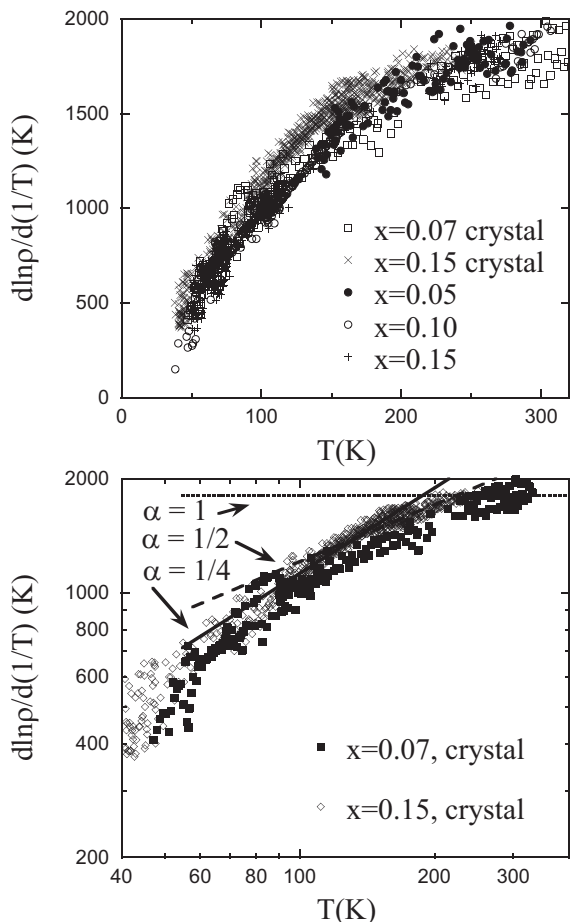 2000
1500
1000
500
0
dlnρ/d(1/T) (K)
x=0.07 crystal
x=0.15 crystal
x=0.05
x=0.10
x=0.15
0 100 200 300
T(K)
2000
1000
800
600
400
200
dlnρ/d(1/T) (K)
α = 1
α = 1/2
α = 1/4
x=0.07, crystal
x=0.15, crystal
40 60 80 100 200 300
T(K)